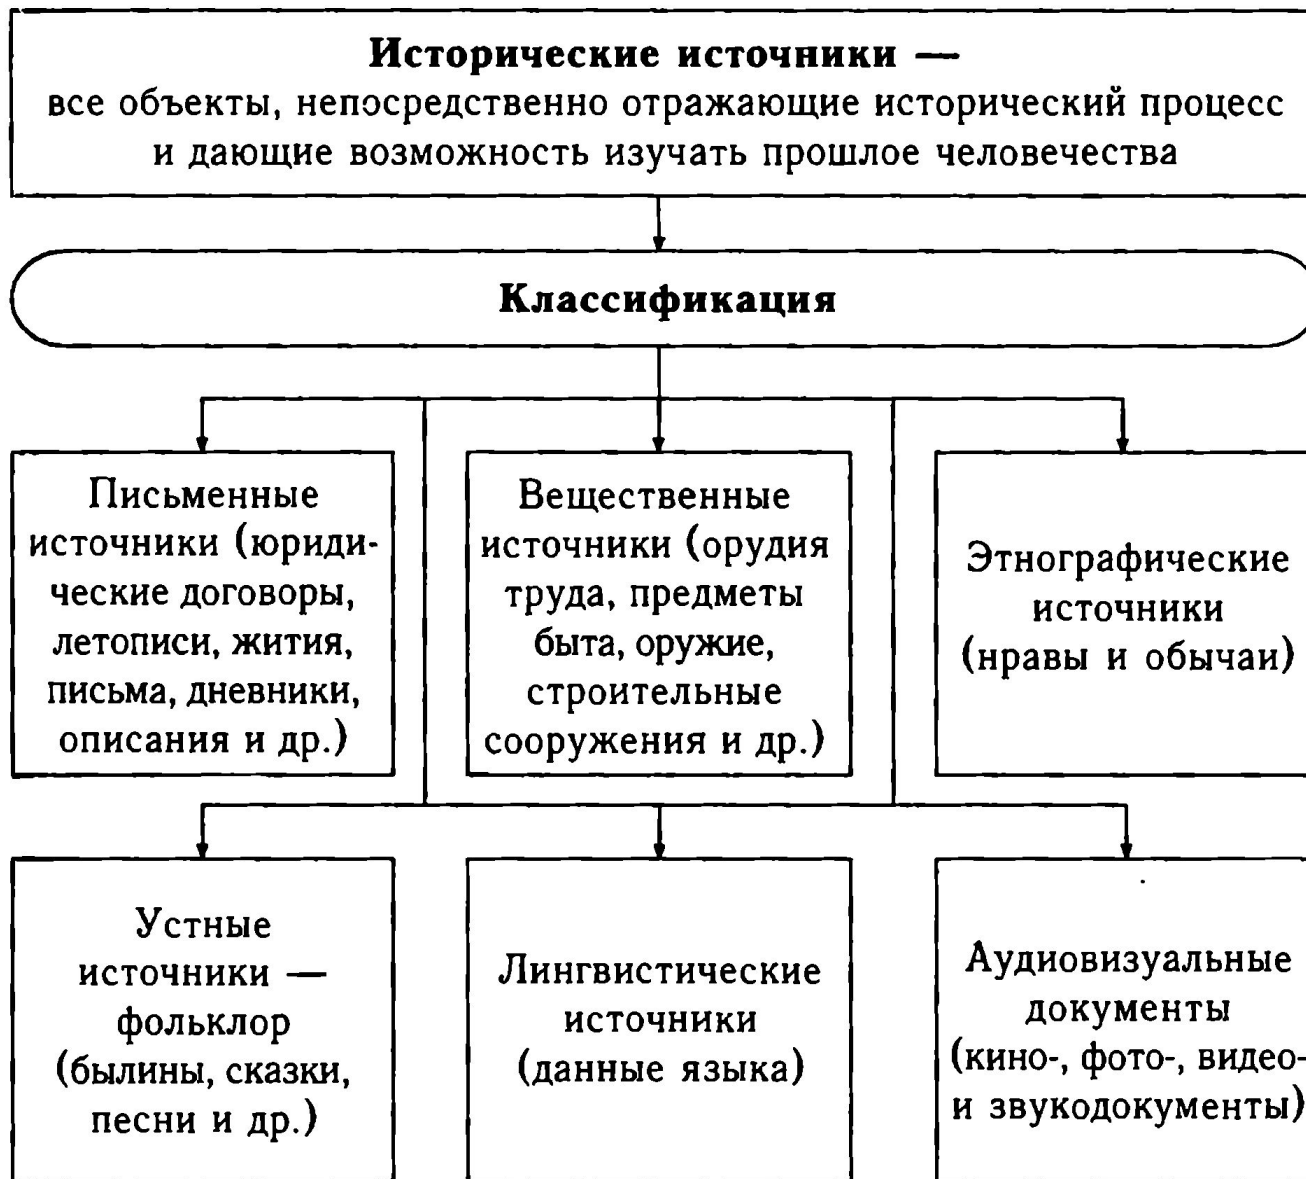 Исторические источники —
все объекты, непосредственно отражающие исторический процесс
и дающие возможность изучать прошлое человечества
Классификация
Письменные
источники (юриди-
ческие договоры,
летописи, жития,
письма, дневники,
описания и др.)
Вещественные
источники (орудия
труда, предметы
быта, оружие,
строительные
сооружения и др.)
Этнографические
источники
(нравы и обычаи)
Устные
источники —
фольклор
(былины, сказки,
песни и др.)
Лингвистические
источники
(данные языка)
Аудиовизуальные
документы
(кино-, фото-, видео-
и звукодокументы)